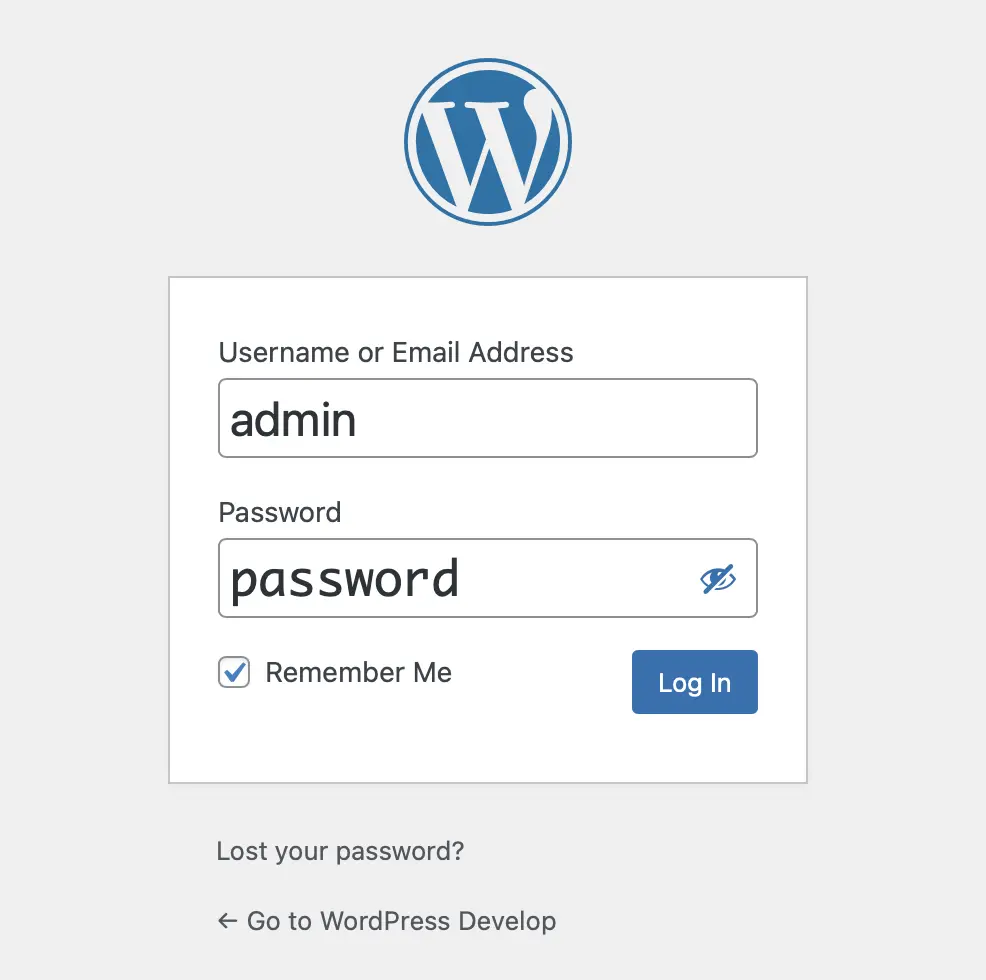 Username or Email Address
admin
Password
password
Remember Me
Log In
Lost your password?
← Go to WordPress Develop